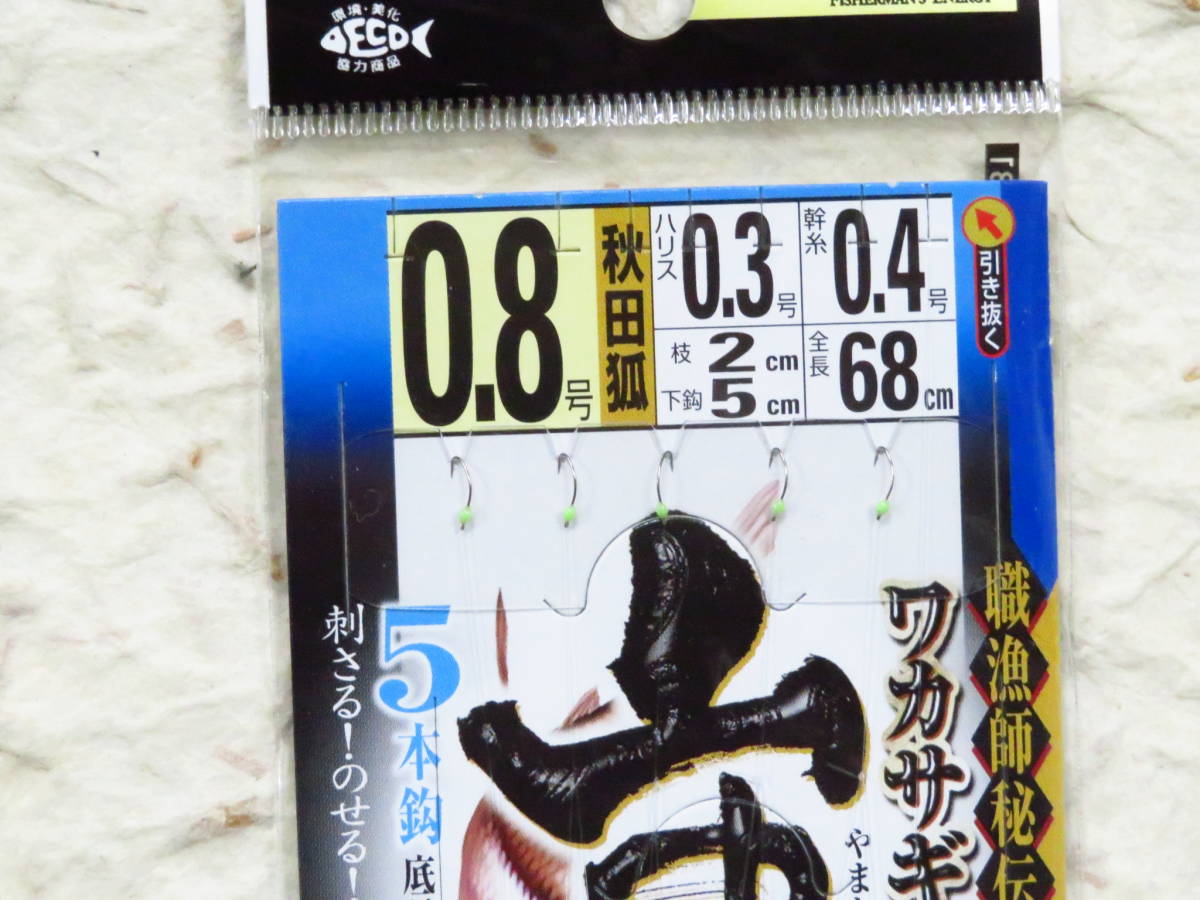 環境・美化
ECO
協力商品
FISHERMAN'S ENERGY
0.8号
秋田狐
ハリス 0.3号
幹糸 0.4号
枝 2cm
下鈎 5cm
全長 68cm
引き抜く
職漁師秘伝
ワカサギ
5本鈎
刺さる!のせる!